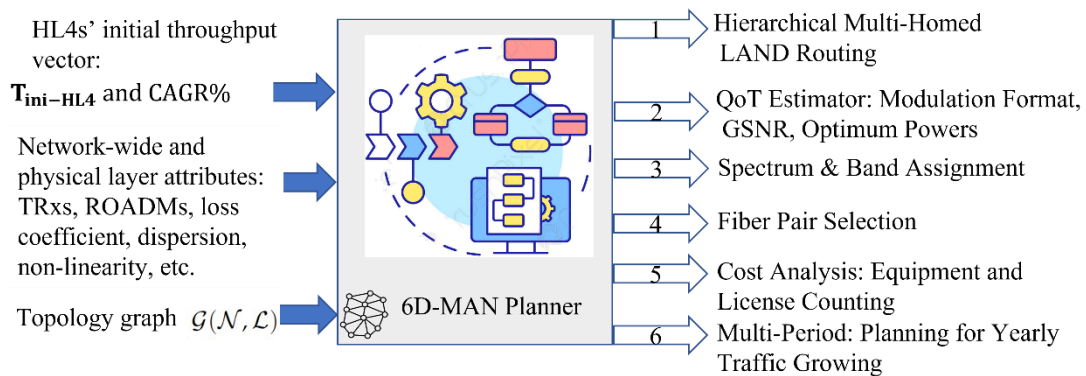 HL4s’ initial throughput
vector:
T_ini−HL4 and CAGR%
Network-wide and
physical layer attributes:
TRxs, ROADMs, loss
coefficient, dispersion,
non-linearity, etc.
Topology graph 𝒢(𝒩, ℒ)
6D-MAN Planner
1
Hierarchical Multi-Homed
LAND Routing
2
QoT Estimator: Modulation Format,
GSNR, Optimum Powers
3
Spectrum & Band Assignment
4
Fiber Pair Selection
5
Cost Analysis: Equipment and
License Counting
6
Multi-Period: Planning for Yearly
Traffic Growing